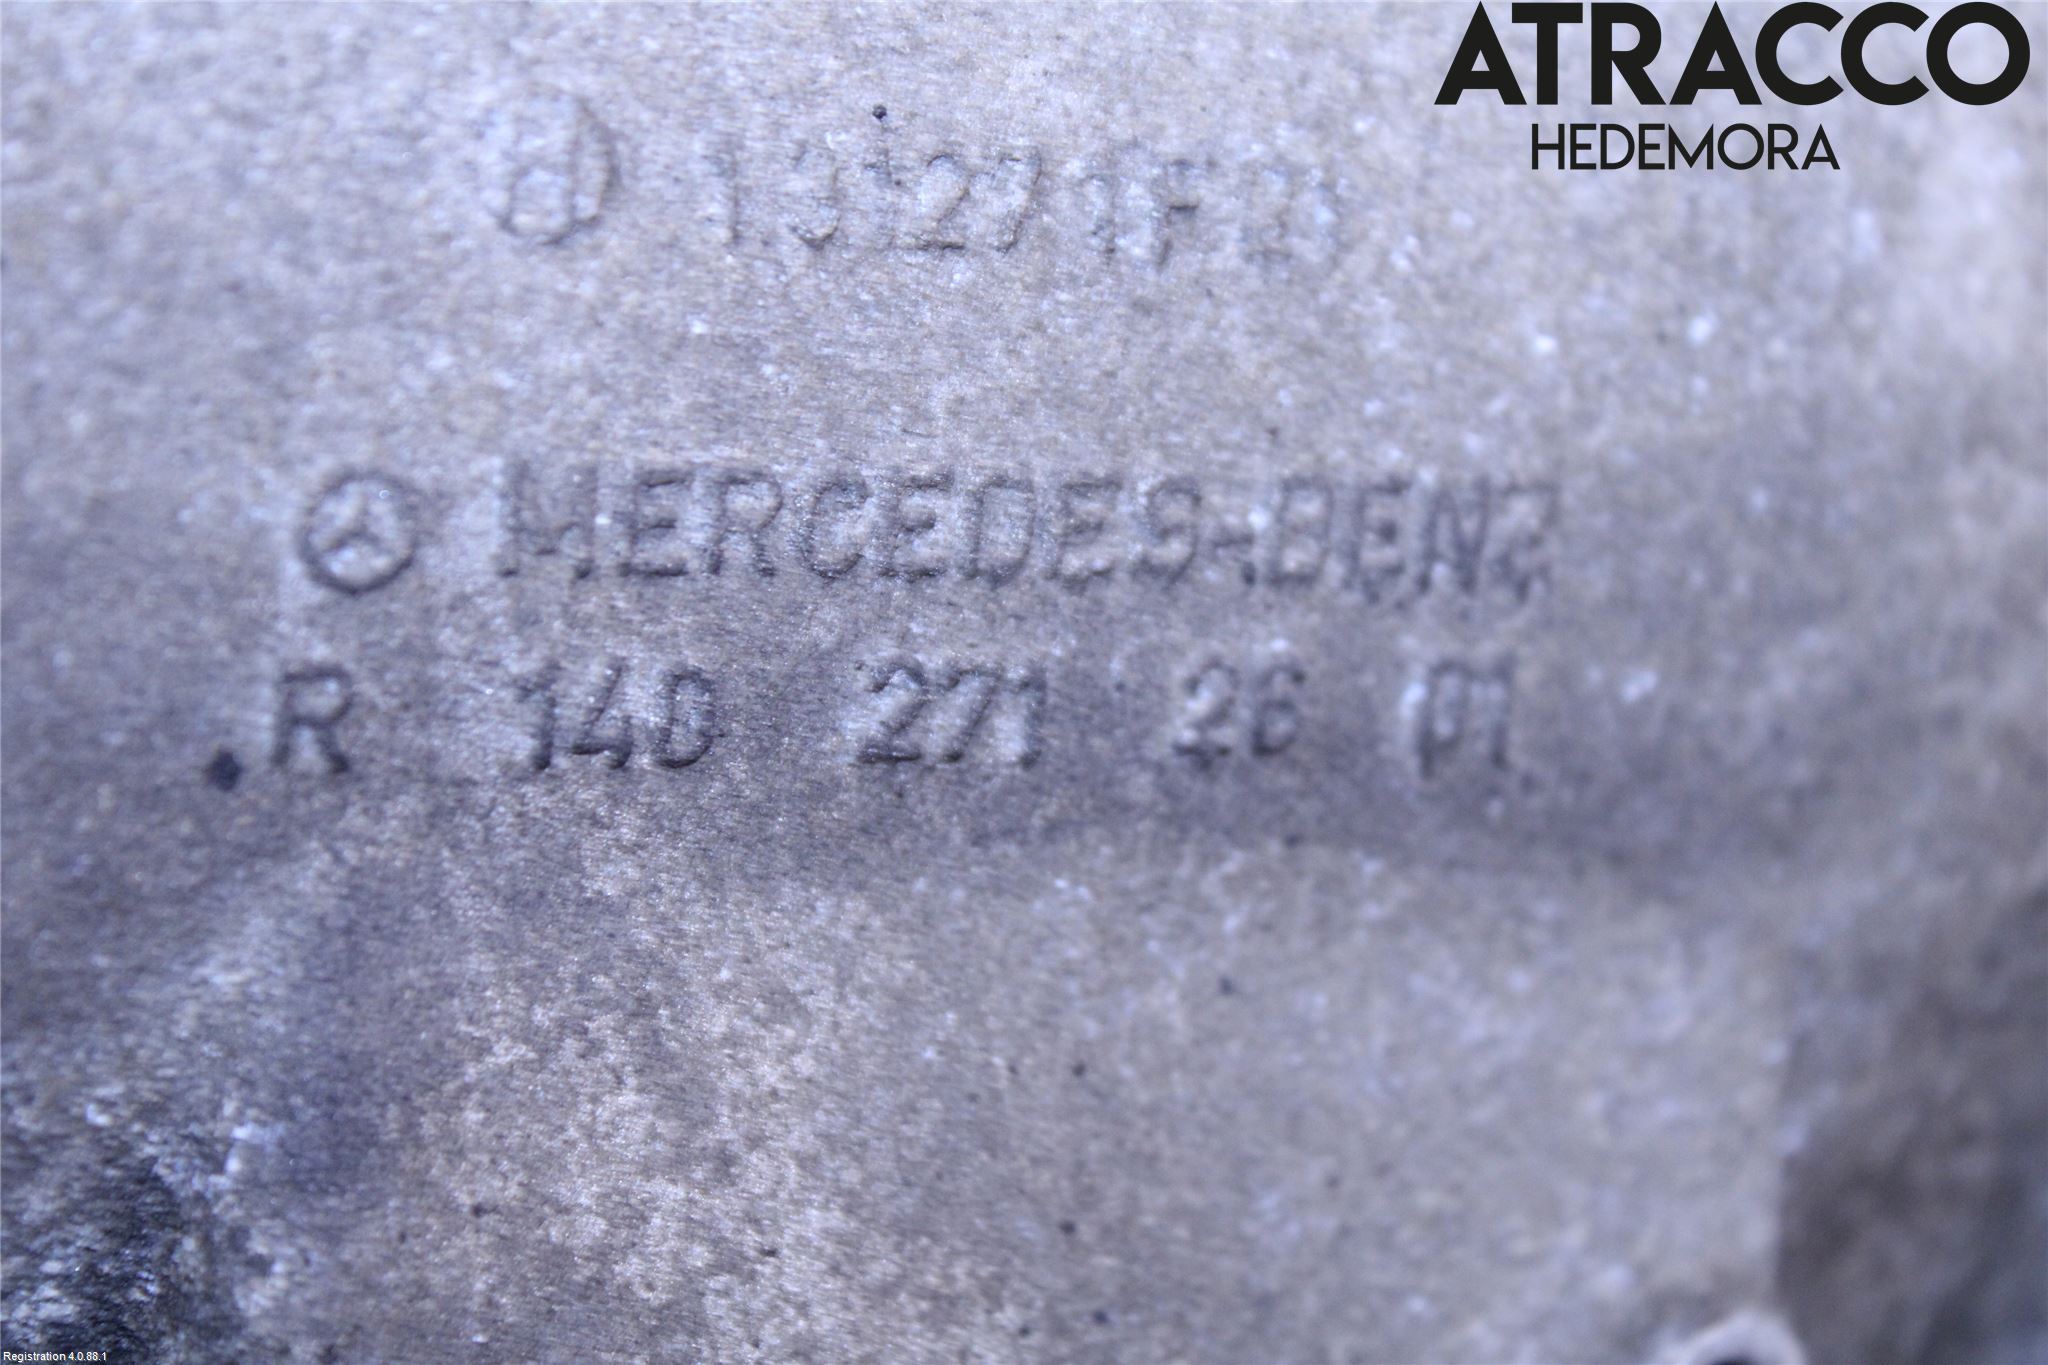 ATRACCO
HEDEMORA
MERCEDES-BENZ
R 140 271 26 01
Registration 4.0.88.1